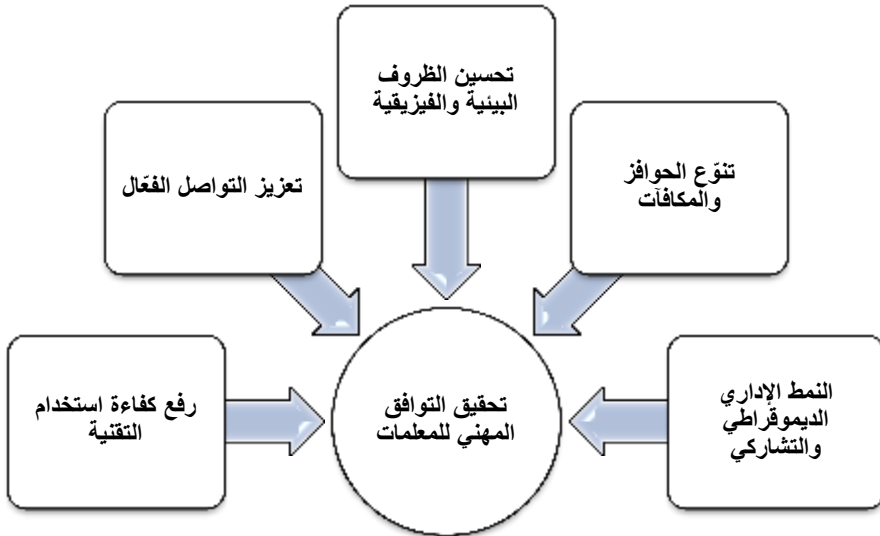 تحسين الظروف
البيئية والفيزيقية
تنوّع الحوافز
والمكافآت
تعزيز التواصل الفعّال
النمط الإداري
الديموقراطي
والتشاركي
تحقيق التوافق
المهني للمعلمات
رفع كفاءة استخدام
التقنية